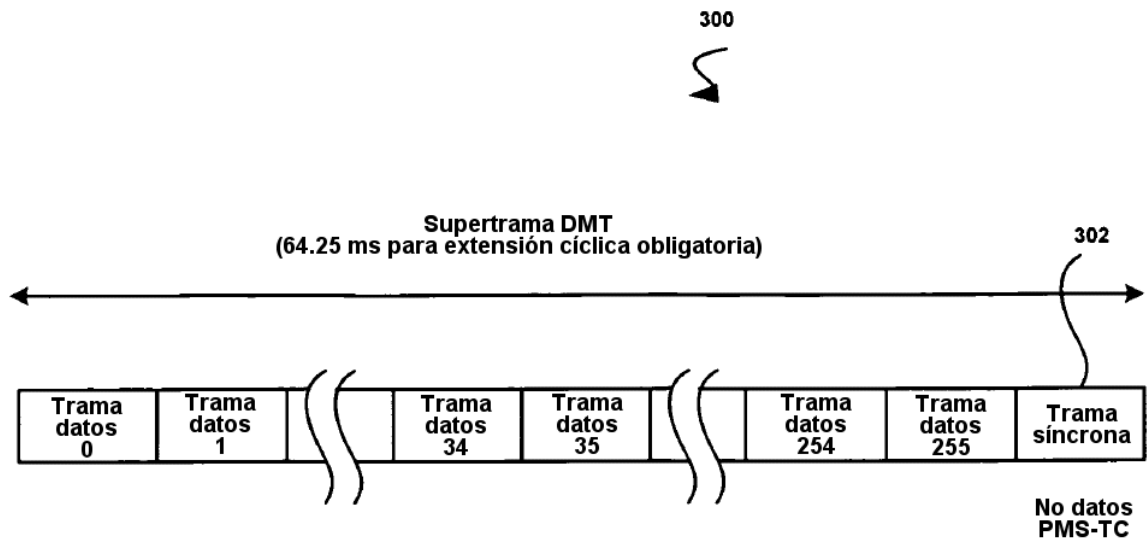 300
Supertrama DMT
(64.25 ms para extensión cíclica obligatoria)
302
Trama
datos
0
Trama
datos
1
Trama
datos
34
Trama
datos
35
Trama
datos
254
Trama
datos
255
Trama
síncrona
No datos
PMS-TC